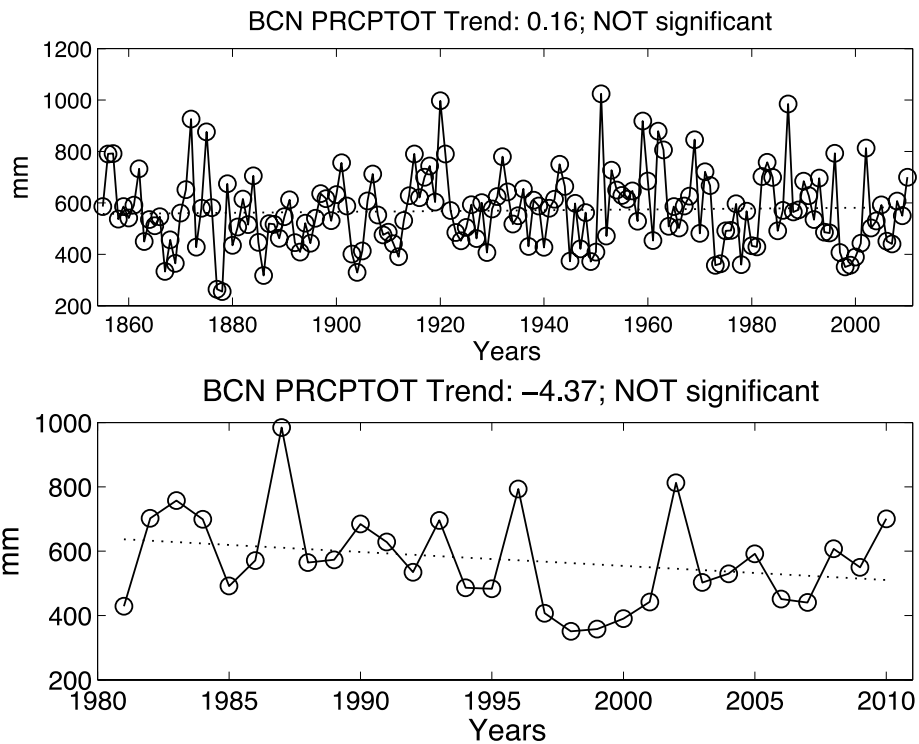 BCN PRCPTOT Trend: 0.16; NOT significant
1200
1000
800
600
400
200
mm
1860 1880 1900 1920 1940 1960 1980 2000
Years
BCN PRCPTOT Trend: −4.37; NOT significant
1000
800
600
400
200
mm
1980 1985 1990 1995 2000 2005 2010
Years